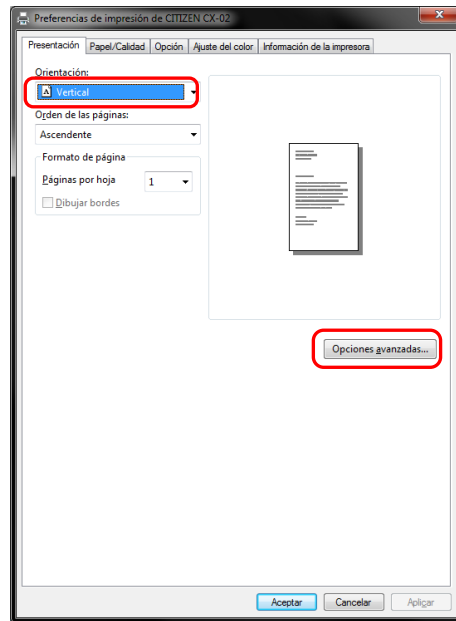 Preferencias de impresión de CITIZEN CX-02
Presentación Papel/Calidad Opción Ajuste del color Información de la impresora
Orientación:
A Vertical
Orden de las páginas:
Ascendente
Formato de página
Páginas por hoja 1
Dibujar bordes
Opciones avanzadas...
Aceptar Cancelar Aplicar